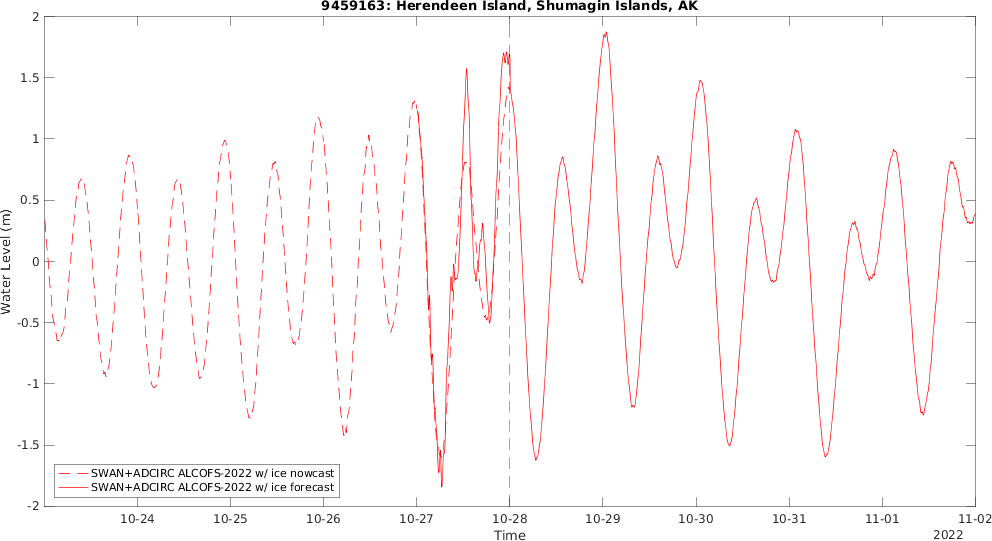 9459163: Herendeen Island, Shumagin Islands, AK
Water Level (m)
2
1.5
1
0.5
0
-0.5
-1
-1.5
-2
SWAN+ADCIRC ALCOFS-2022 w/ ice nowcast
SWAN+ADCIRC ALCOFS-2022 w/ ice forecast
10-24 10-25 10-26 10-27 10-28 10-29 10-30 10-31 11-01 11-02
Time
2022